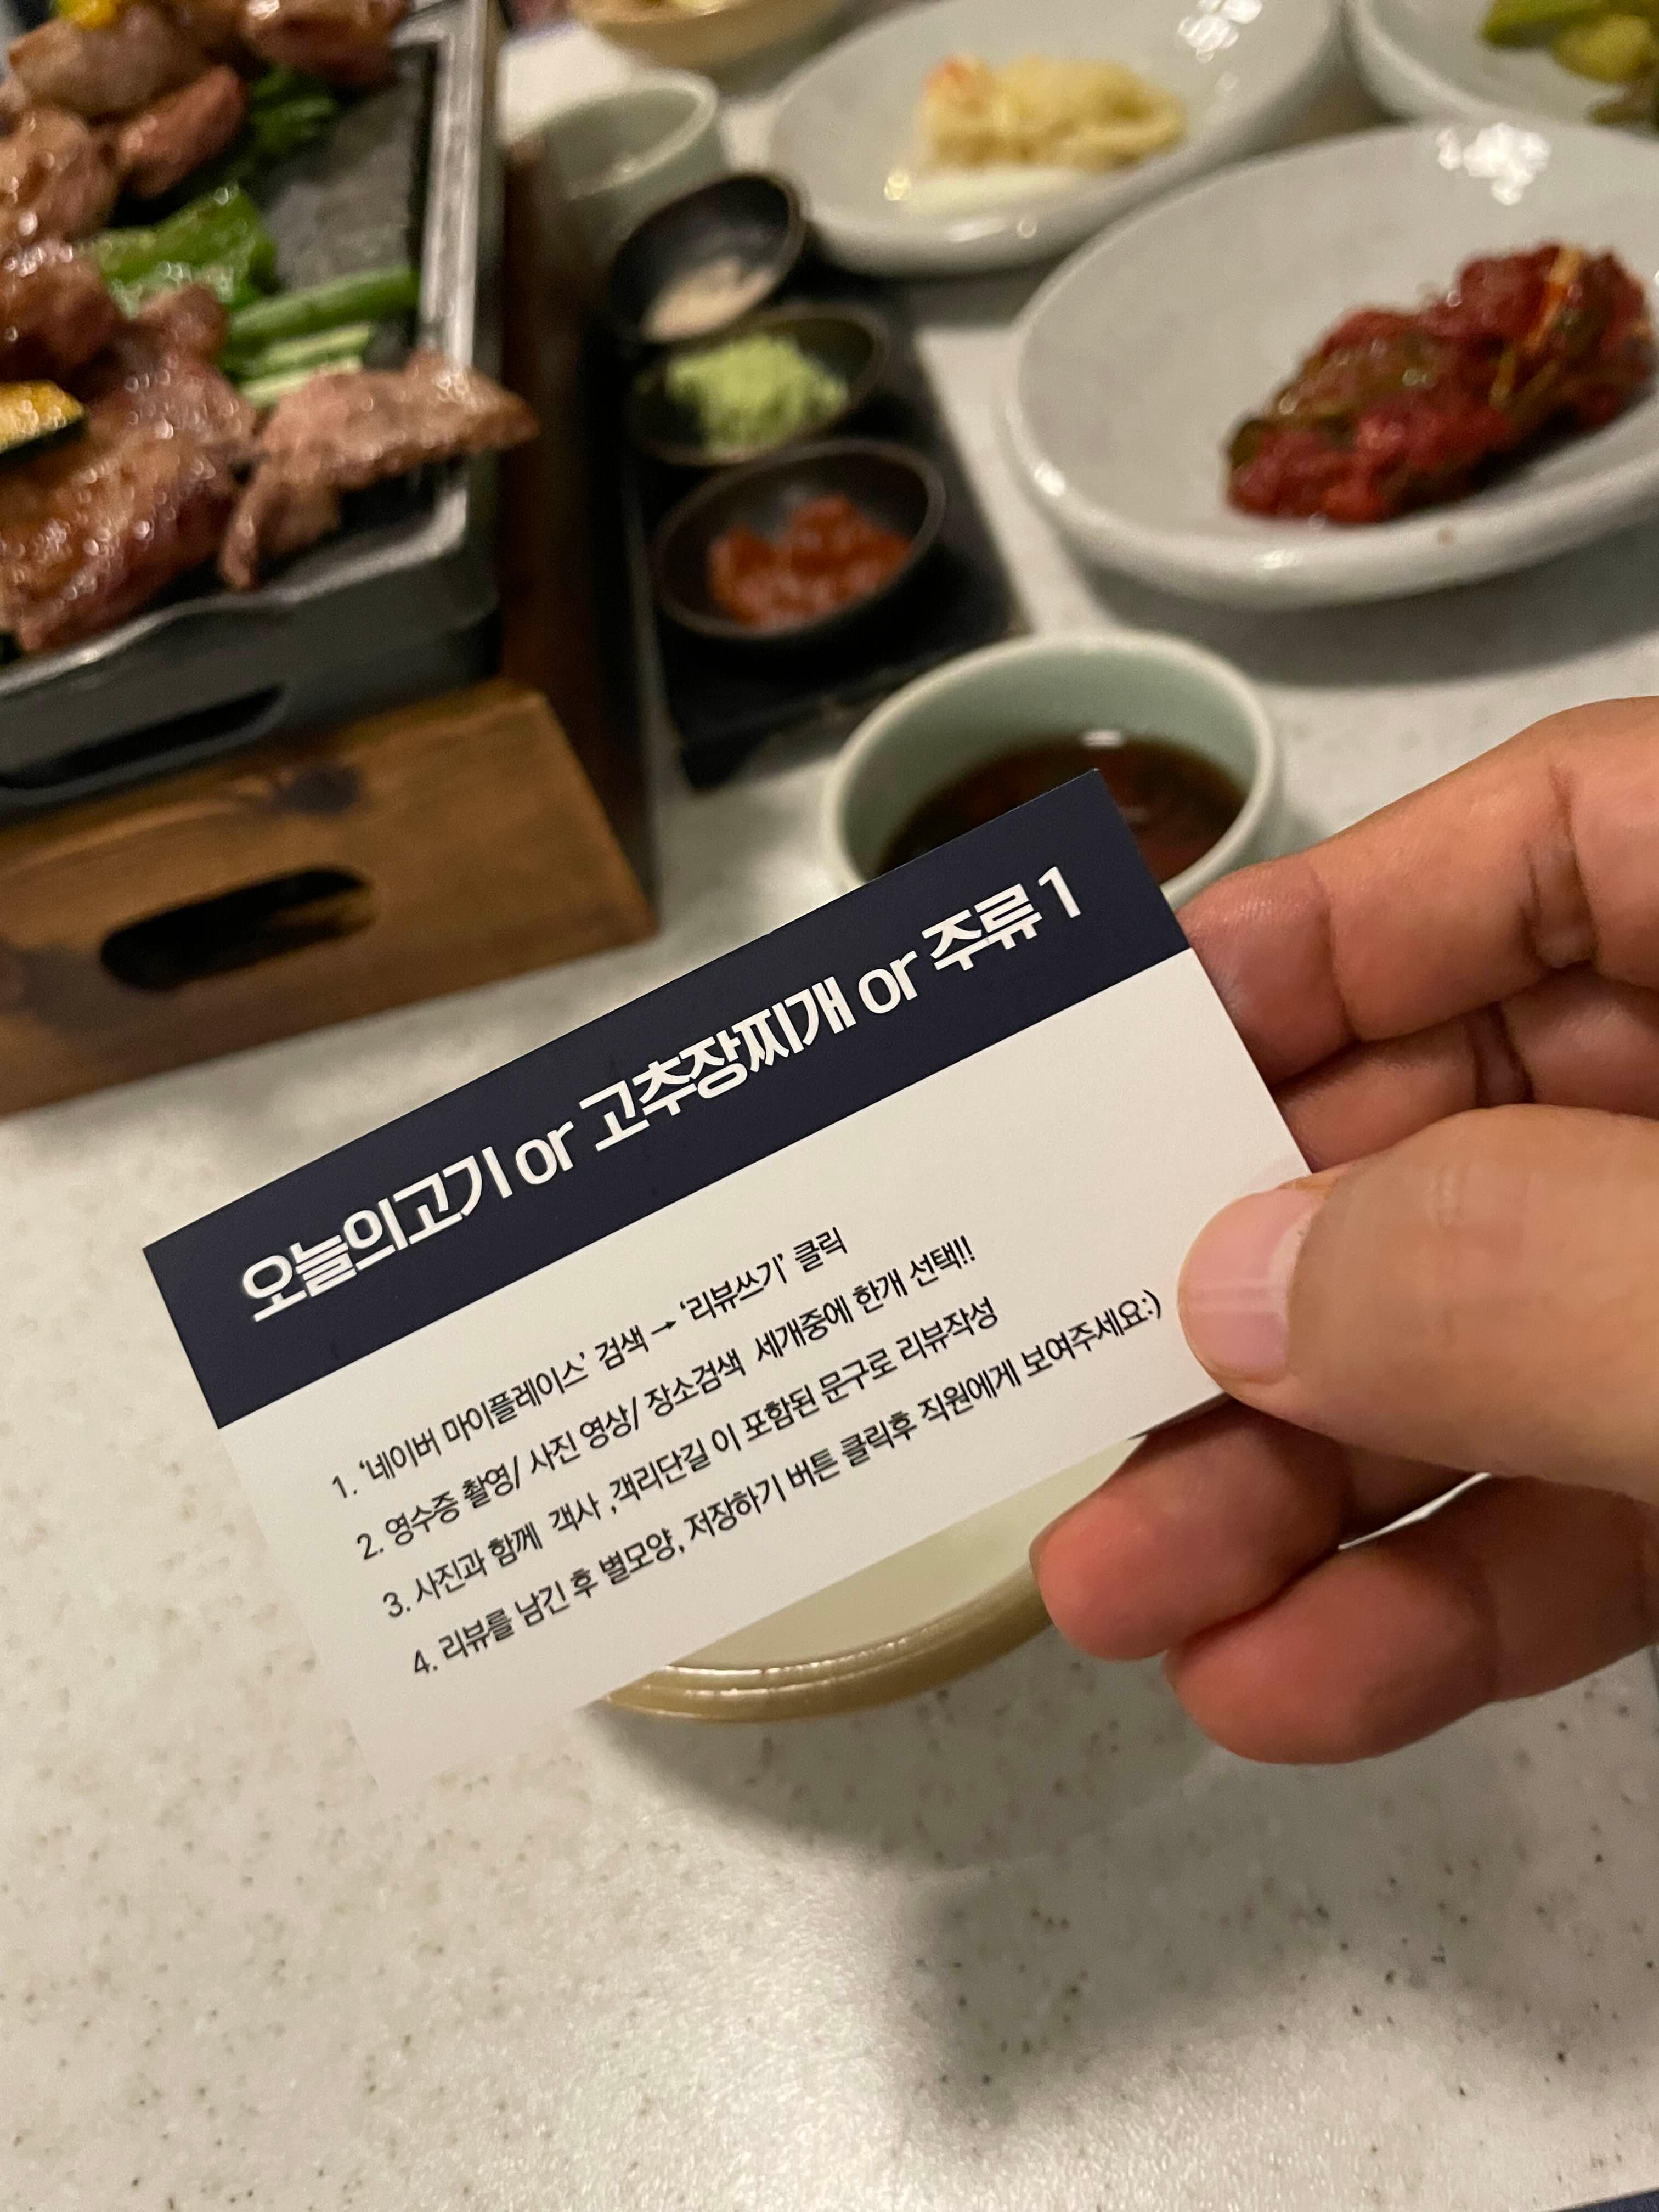 오늘의고기 or 고추장찌개 or 주류 1
1. '네이버 마이플레이스' 검색 → '리뷰쓰기' 클릭
2. 영수증 촬영/ 사진 영상/ 장소검색 세개중에 한개 선택!!
3. 사진과 함께 객사 ,객리단길 이 포함된 문구로 리뷰작성
4. 리뷰를 남긴 후 별모양, 저장하기 버튼 클릭후 직원에게 보여주세요:)